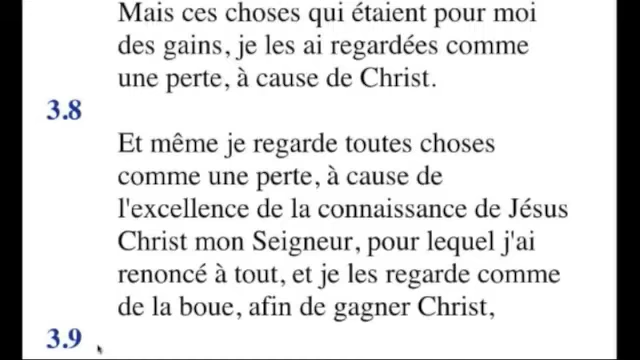 Mais ces choses qui étaient pour moi
des gains, je les ai regardées comme
une perte, à cause de Christ.
3.8
Et même je regarde toutes choses
comme une perte, à cause de
l'excellence de la connaissance de Jésus
Christ mon Seigneur, pour lequel j'ai
renoncé à tout, et je les regarde comme
de la boue, afin de gagner Christ,
3.9